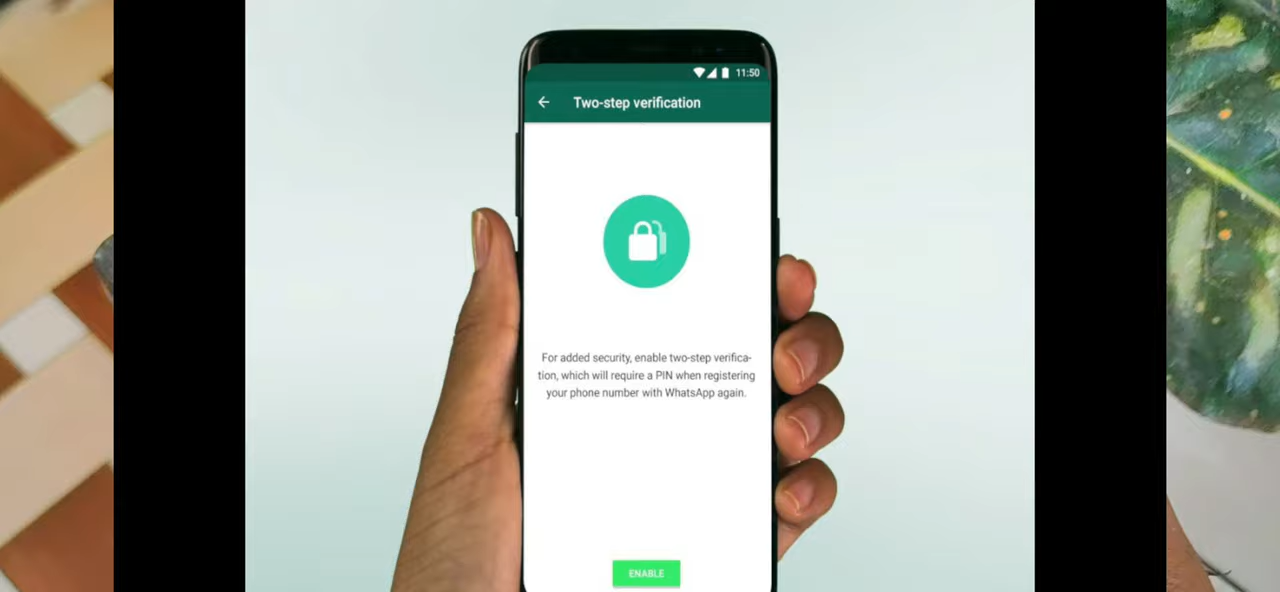 11:50
Two-step verification
For added security, enable two-step verifica-
tion, which will require a PIN when registering
your phone number with WhatsApp again.
ENABLE